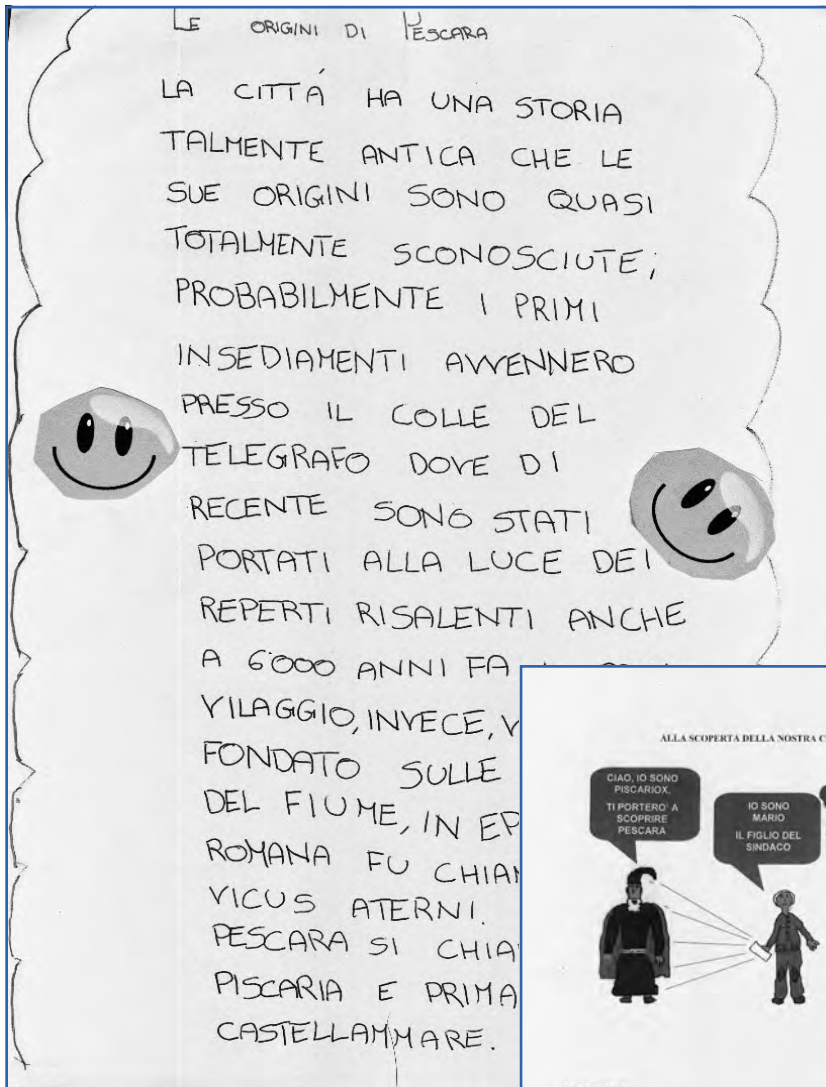 LE ORIGINI DI PESCARA
LA CITTÁ HA UNA STORIA
TALMENTE ANTICA CHE LE
SUE ORIGINI SONO QUASI
TOTALMENTE SCONOSCIUTE;
PROBABILMENTE I PRIMI
INSEDIAMENTI AVVENNERO
PRESSO IL COLLE DEL
TELEGRAFO DOVE DI
RECENTE SONO STATI
PORTATI ALLA LUCE DEI
REPERTI RISALENTI ANCHE
A 6000 ANNI FA
VILAGGIO, INVECE, V
FONDATO SULLE
DEL FIUME, IN EP
ROMANA FU CHIAM
VICUS ATERNI.
PESCARA SI CHIA
PISCARIA E PRIMA
CASTELLAMMARE.
ALLA SCOPERTA DELLA NOSTRA C
CIAO, IO SONO
PISCARIOX.
TI PORTERO' A
SCOPRIRE
PESCARA
IO SONO
MARIO
IL FIGLIO DEL
SINDACO